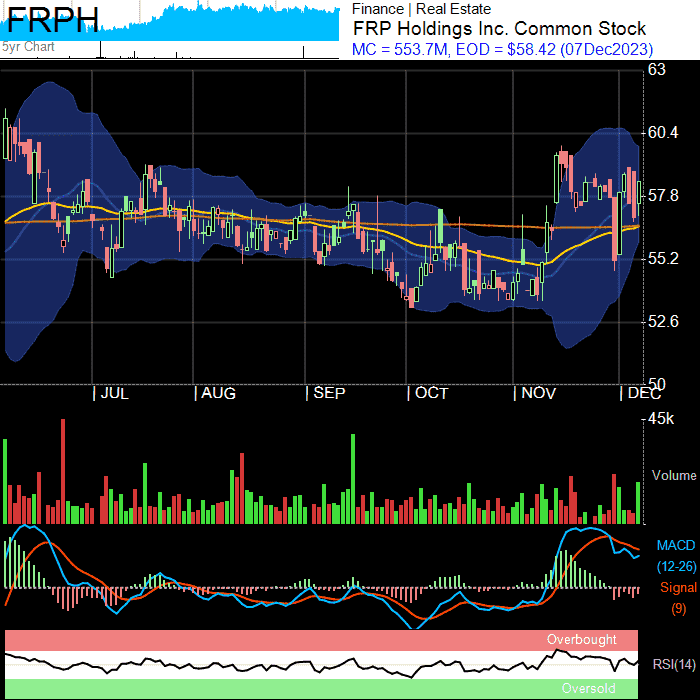 FRPH
5yr Chart
Finance | Real Estate
FRP Holdings Inc. Common Stock
MC = 553.7M, EOD = $58.42 (07Dec2023)
63
60.4
57.8
55.2
52.6
50
| JUL
| AUG
| SEP
| OCT
| NOV
| DEC
45k
Volume
MACD
(12-26)
Signal
(9)
Overbought
RSI(14)
Oversold